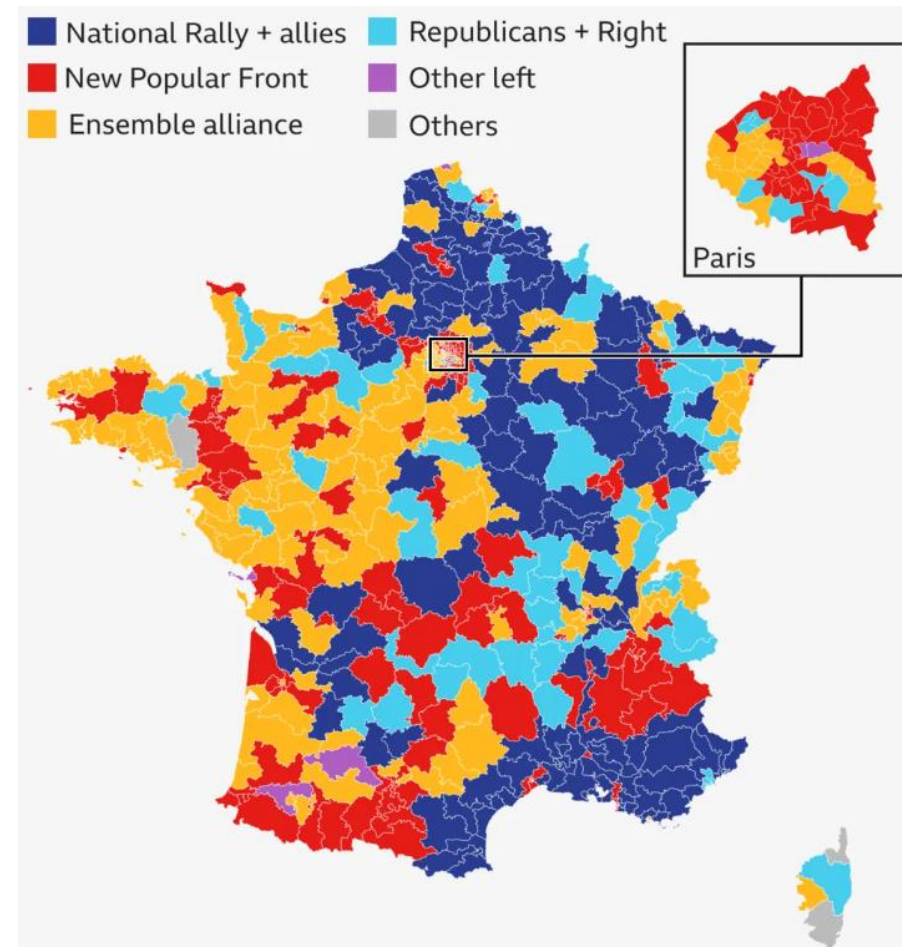 National Rally + allies
Republicans + Right
New Popular Front
Other left
Ensemble alliance
Others
Paris